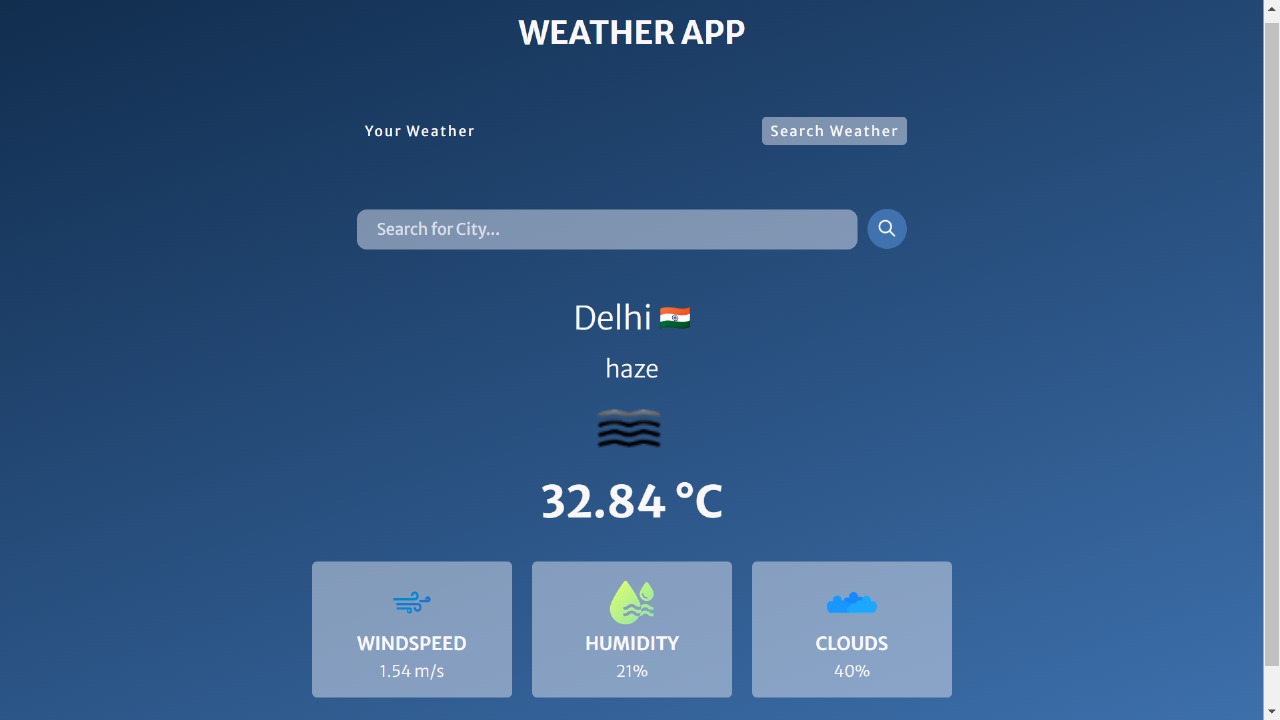 WEATHER APP
Your Weather Search Weather
Search for City...
Delhi
haze
32.84 °C
WINDSPEED HUMIDITY CLOUDS
1.54 m/s 21% 40%